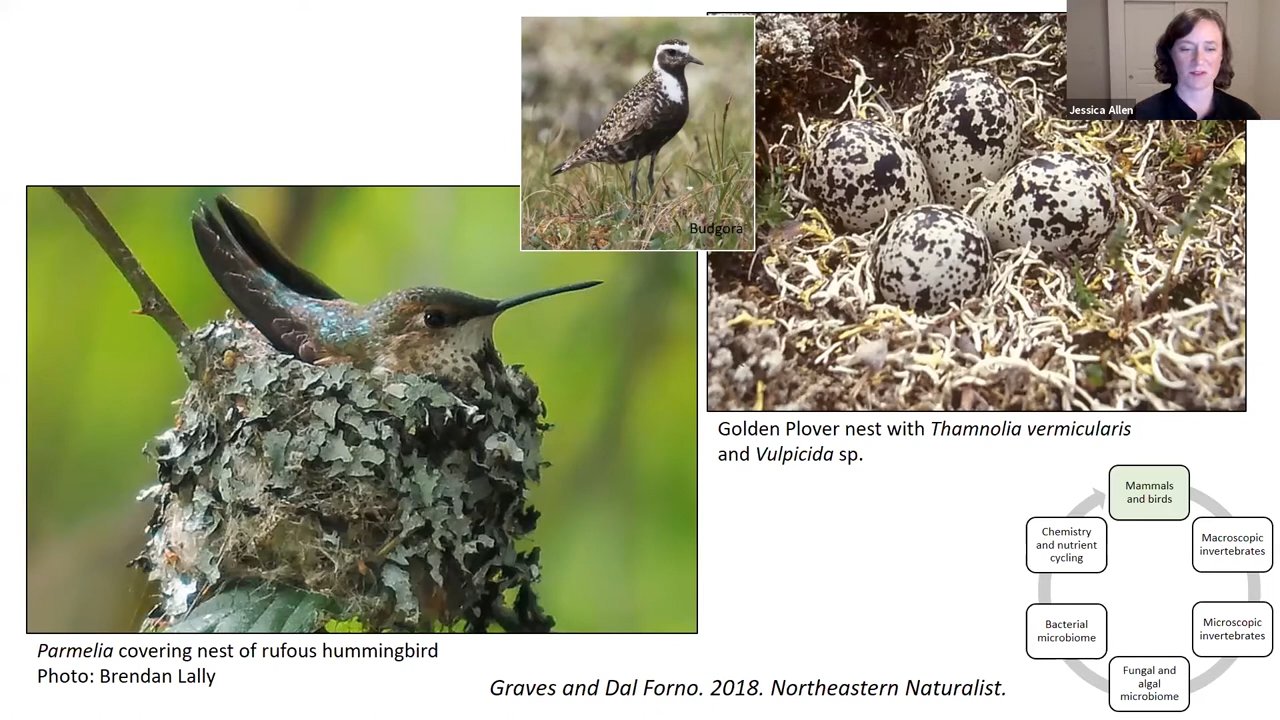 Jessica Allen
Budgora
Golden Plover nest with Thamnolia vermicularis
and Vulpicida sp.
Parmelia covering nest of rufous hummingbird
Photo: Brendan Lally
Graves and Dal Forno. 2018. Northeastern Naturalist.
Mammals
and birds
Macroscopic
invertebrates
Microscopic
invertebrates
Fungal and
algal
microbiome
Bacterial
microbiome
Chemistry
and nutrient
cycling